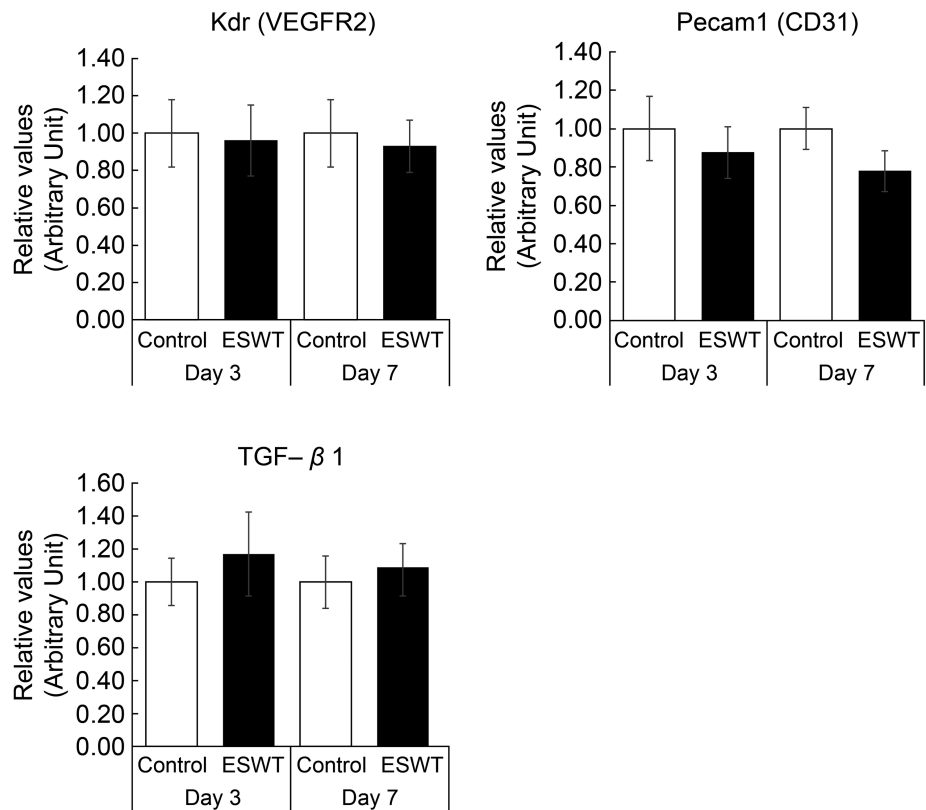 Kdr (VEGFR2)
Relative values
(Arbitrary Unit)
1.40
1.20
1.00
0.80
0.60
0.40
0.20
0.00
Control ESWT Control ESWT
Day 3 Day 7
Pecam1 (CD31)
Relative values
(Arbitrary Unit)
1.40
1.20
1.00
0.80
0.60
0.40
0.20
0.00
Control ESWT Control ESWT
Day 3 Day 7
TGF– β 1
Relative values
(Arbitrary Unit)
1.60
1.40
1.20
1.00
0.80
0.60
0.40
0.20
0.00
Control ESWT Control ESWT
Day 3 Day 7